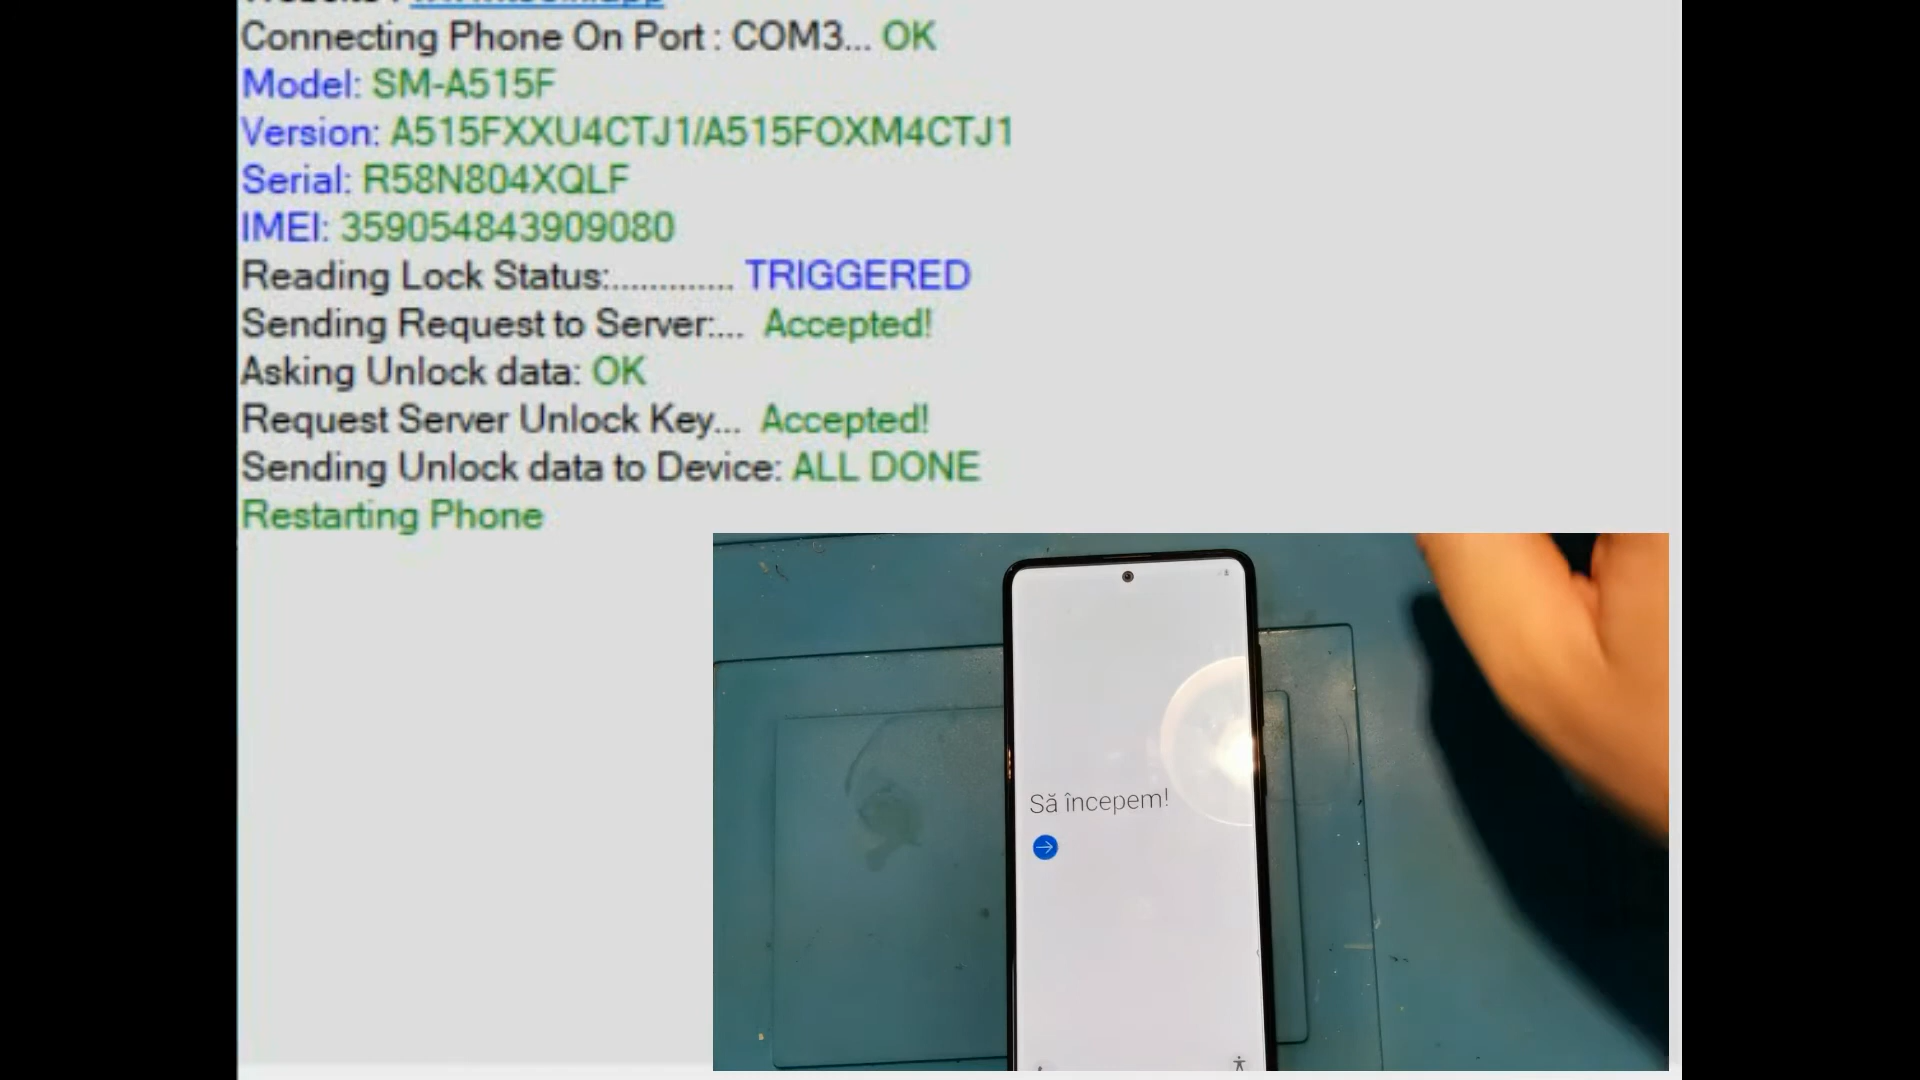 Connecting Phone On Port : COM3... OK
Model: SM-A515F
Version: A515FXXU4CTJ1/A515FOXM4CTJ1
Serial: R58N804XQLF
IMEI: 359054843909080
Reading Lock Status:.............. TRIGGERED
Sending Request to Server:... Accepted!
Asking Unlock data: OK
Request Server Unlock Key... Accepted!
Sending Unlock data to Device: ALL DONE
Restarting Phone
Să începem!